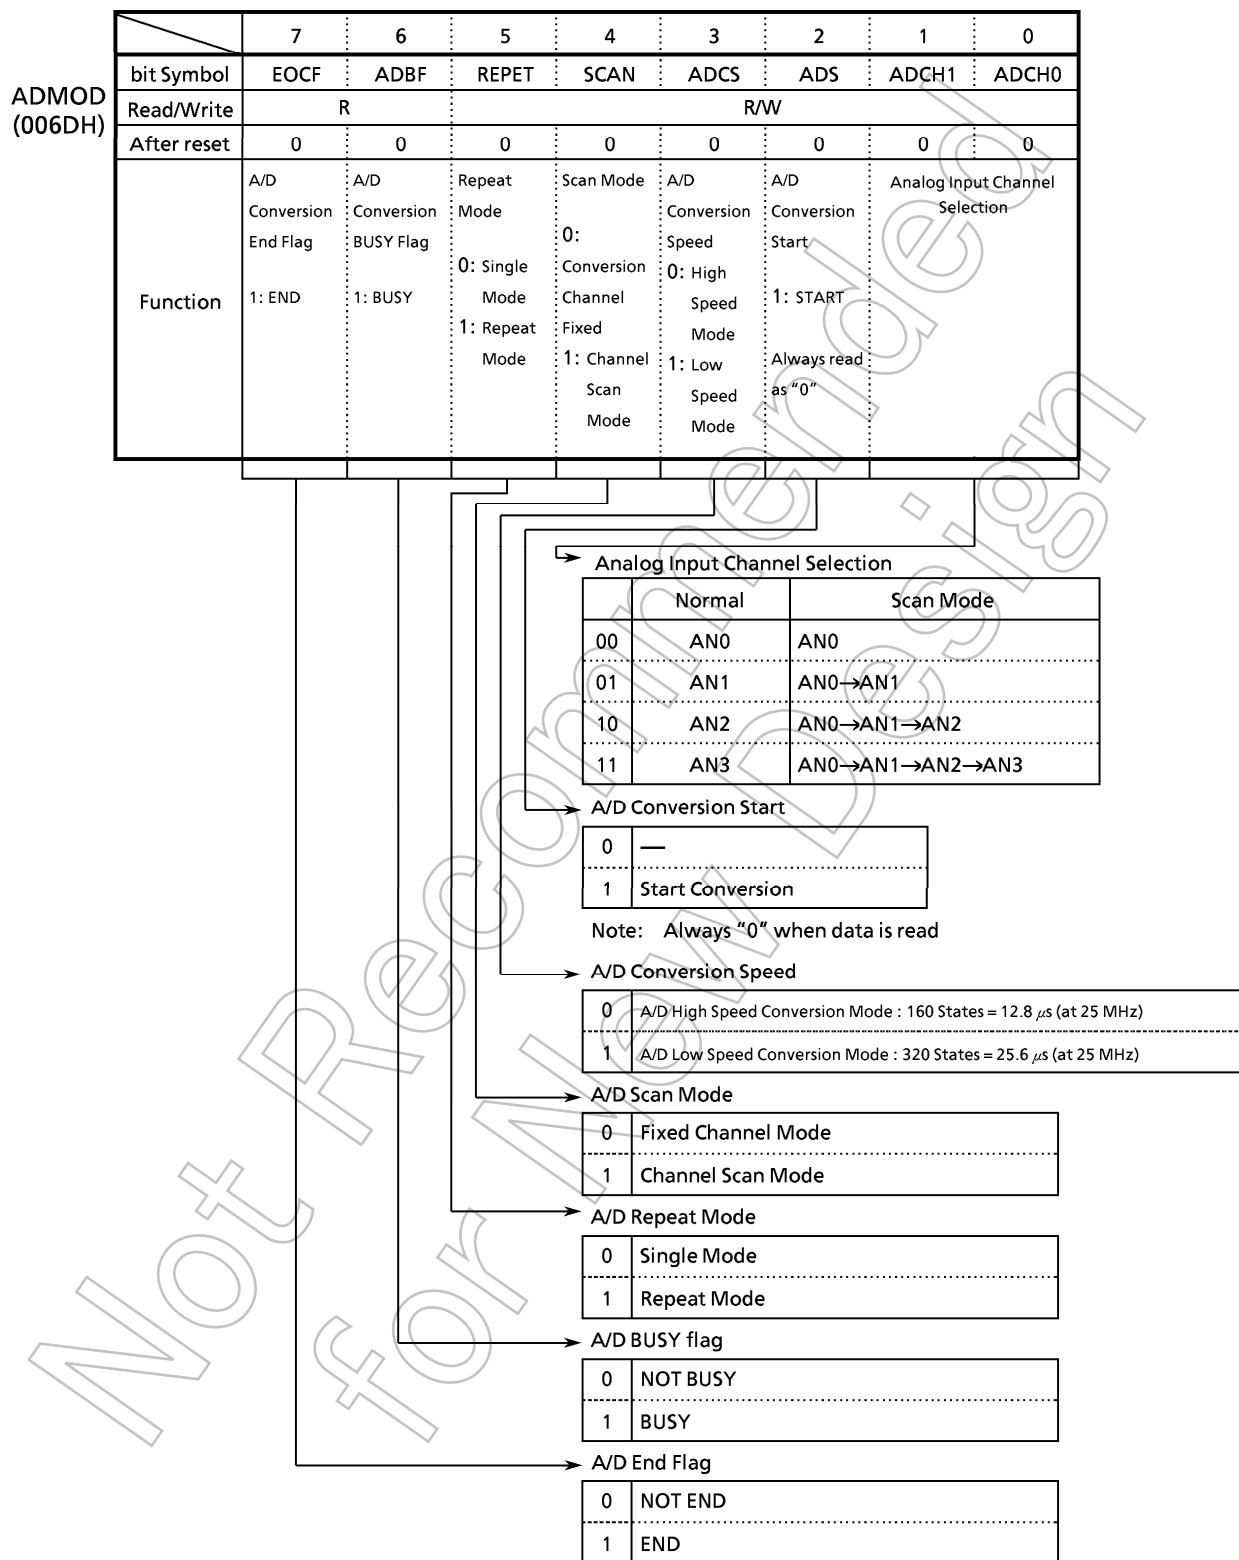 7 6 5 4 3 2 1 0
bit Symbol EOCF ADBF REPET SCAN ADCS ADS ADCH1 ADCH0
ADMOD
(006DH)
Read/Write R R/W
After reset 0 0 0 0 0 0 0 0
Function
A/D
Conversion
End Flag
1: END
A/D
Conversion
BUSY Flag
1: BUSY
Repeat
Mode
0: Single
Mode
1: Repeat
Mode
Scan Mode
0:
Conversion
Channel
Fixed
1: Channel
Scan
Mode
A/D
Conversion
Speed
0: High
Speed
Mode
1: Low
Speed
Mode
A/D
Conversion
Start
1: START
Always read
as “0”
Analog Input Channel
Selection
Analog Input Channel Selection
Normal Scan Mode
00 AN0 AN0
01 AN1 AN0→AN1
10 AN2 AN0→AN1→AN2
11 AN3 AN0→AN1→AN2→AN3
A/D Conversion Start
0 —
1 Start Conversion
Note: Always “0” when data is read
A/D Conversion Speed
0 A/D High Speed Conversion Mode : 160 States = 12.8 μs (at 25 MHz)
1 A/D Low Speed Conversion Mode : 320 States = 25.6 μs (at 25 MHz)
A/D Scan Mode
0 Fixed Channel Mode
1 Channel Scan Mode
A/D Repeat Mode
0 Single Mode
1 Repeat Mode
A/D BUSY flag
0 NOT BUSY
1 BUSY
A/D End Flag
0 NOT END
1 END
Not Recommended
for New Design